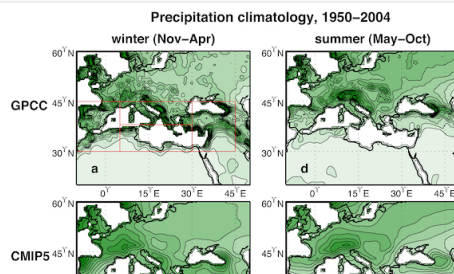 Precipitation climatology, 1950−2004
winter (Nov−Apr) summer (May−Oct)
60°N 60°N
GPCC 45°N 45°N
30°N 30°N
a d
0° 15°E 30°E 45°E 0° 15°E 30°E 45°E
60°N 60°N
CMIP5 45°N 45°N